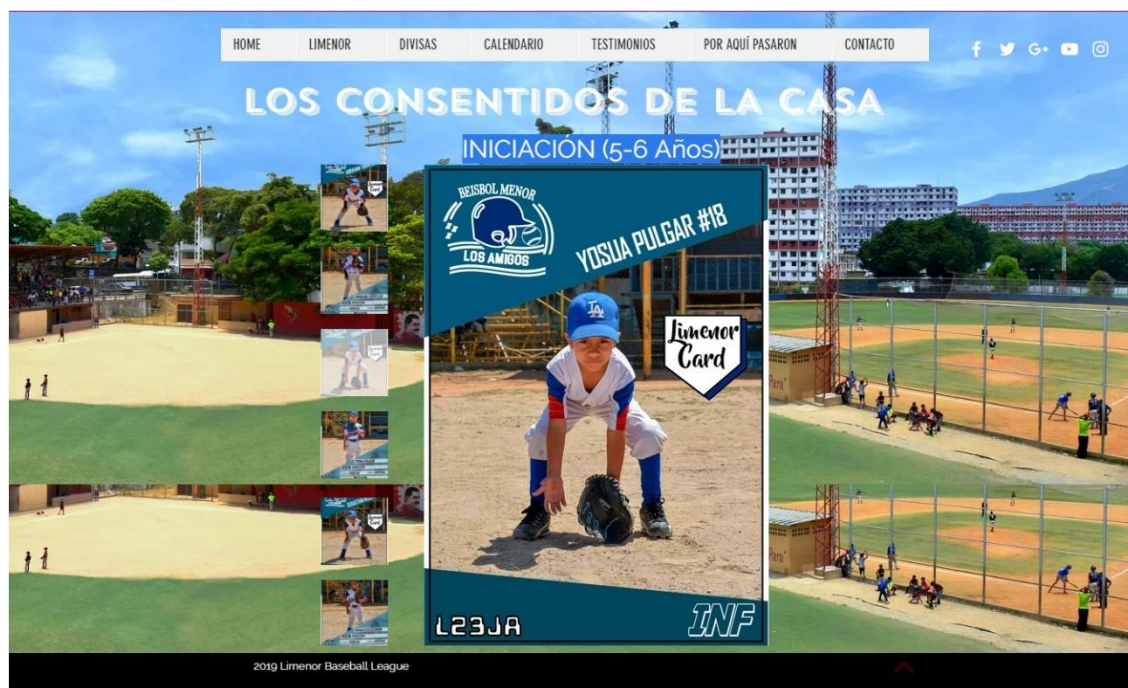 HOME LIMENOR DIVISAS CALENDARIO TESTIMONIOS POR AQUÍ PASARON CONTACTO
LOS CONSENTIDOS DE LA CASA
INICIACIÓN (5-6 Años)
BEISBOL MENOR
LOS AMIGOS
YOSUA PULGAR #18
LA
Limenor
Card
L23JA
INF
2019 Limenor Baseball League